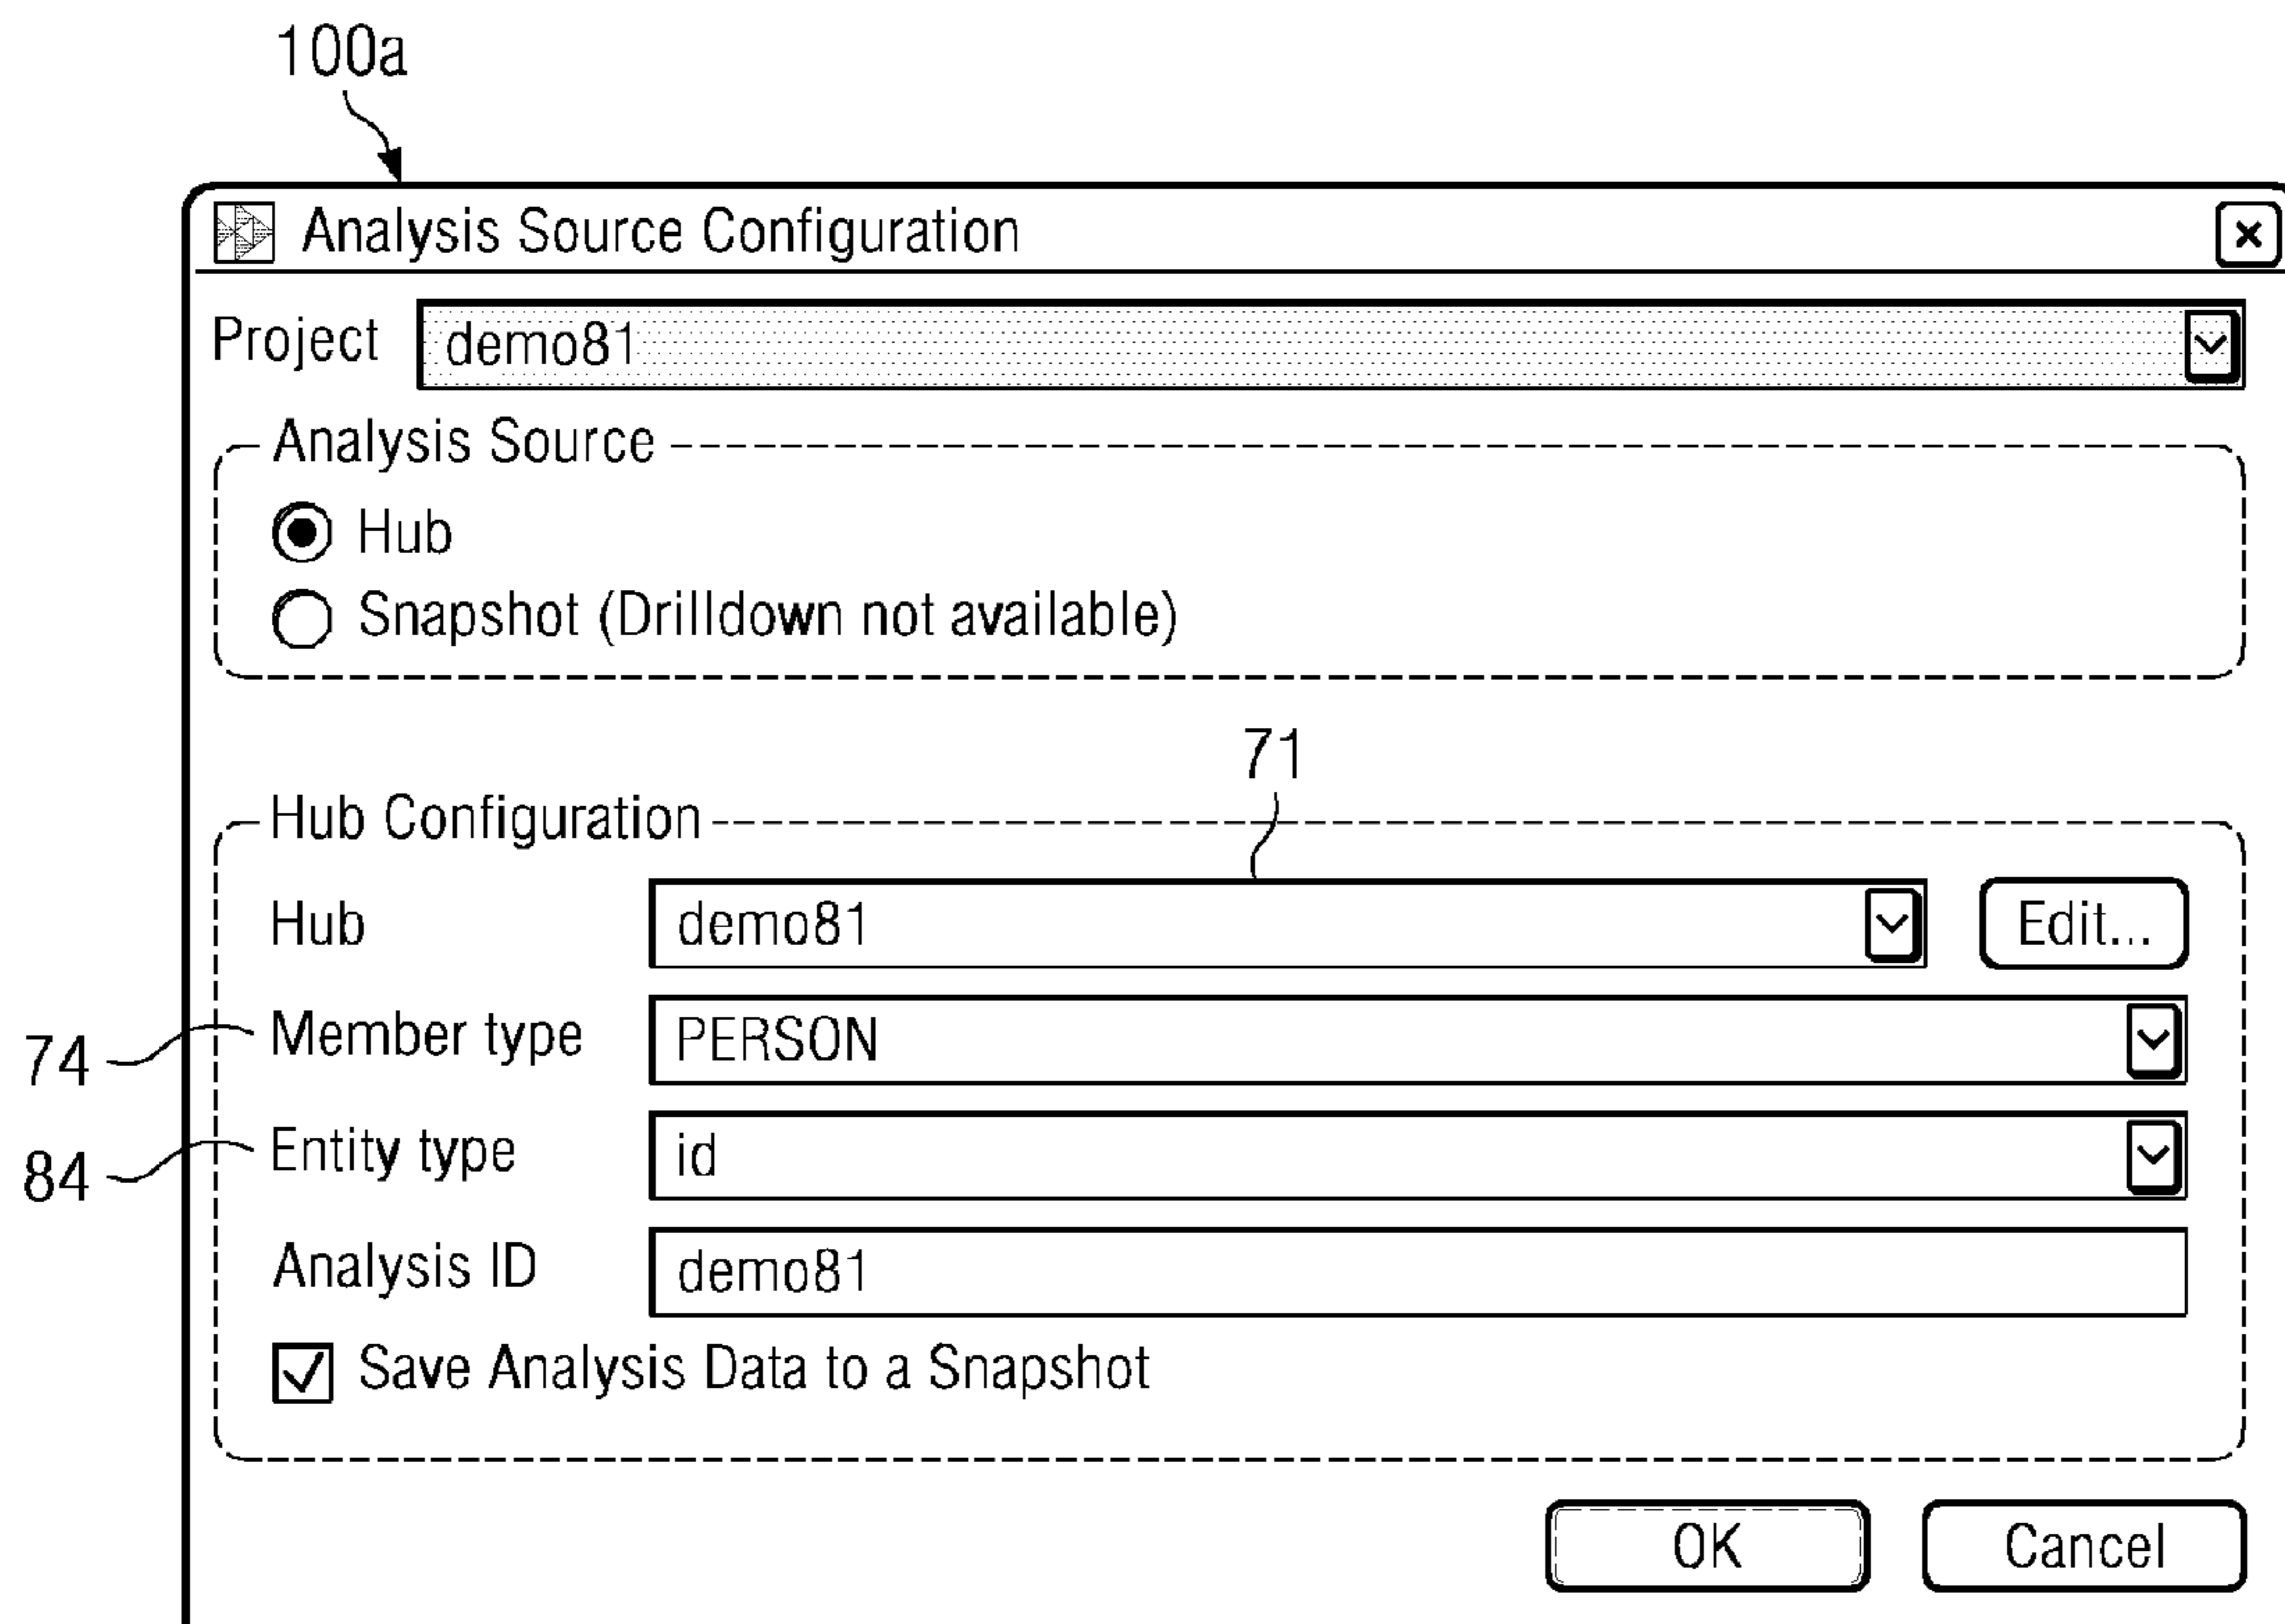 100a
Analysis Source Configuration
Project demo81
Analysis Source
Hub
Snapshot (Drilldown not available)
71
Hub Configuration
Hub demo81 Edit...
74 Member type PERSON
84 Entity type id
Analysis ID demo81
Save Analysis Data to a Snapshot
OK Cancel